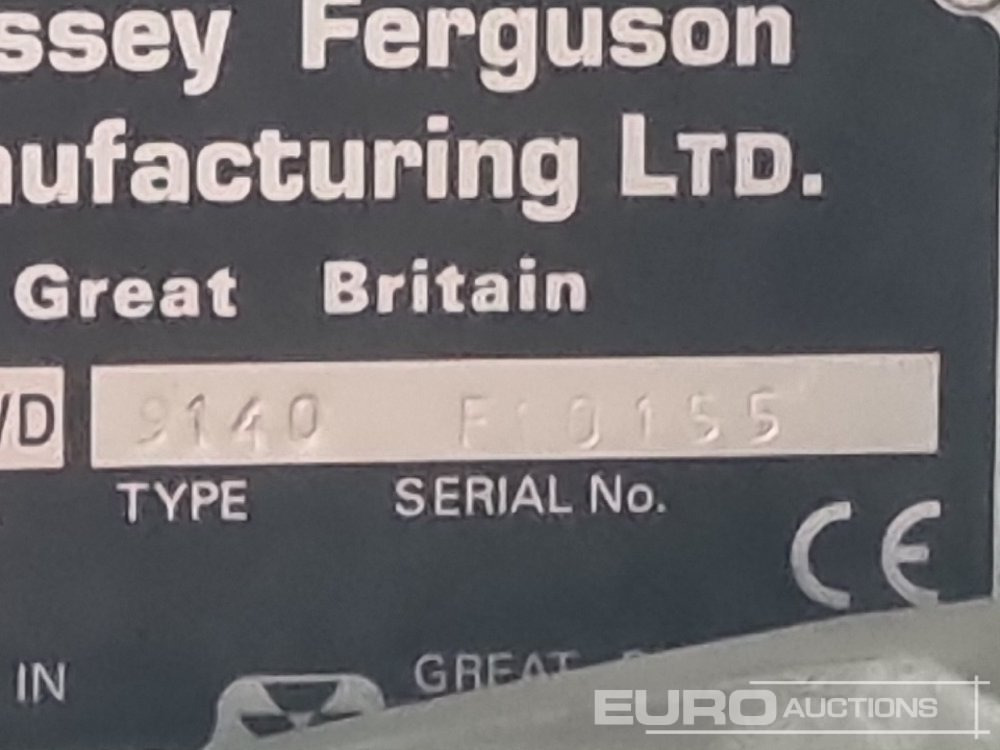 ssey Ferguson
nufacturing LTD.
Great Britain
/D 9140 F10155
TYPE SERIAL No.
CE
IN GREAT
EURO AUCTIONS